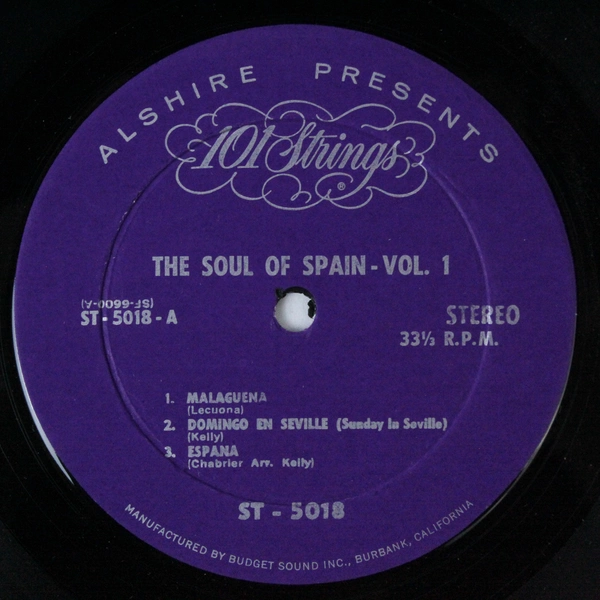 ALSHIRE PRESENTS
101 Strings ®
THE SOUL OF SPAIN - VOL. 1
(SF-6600-A)
ST - 5018 - A
STEREO
33⅓ R.P.M.
1. MALAGUENA
(Lecuona)
2. DOMINGO EN SEVILLE (Sunday In Seville)
(Kelly)
3. ESPANA
(Chabrier Arr. Kelly)
ST - 5018
MANUFACTURED BY BUDGET SOUND INC., BURBANK, CALIFORNIA